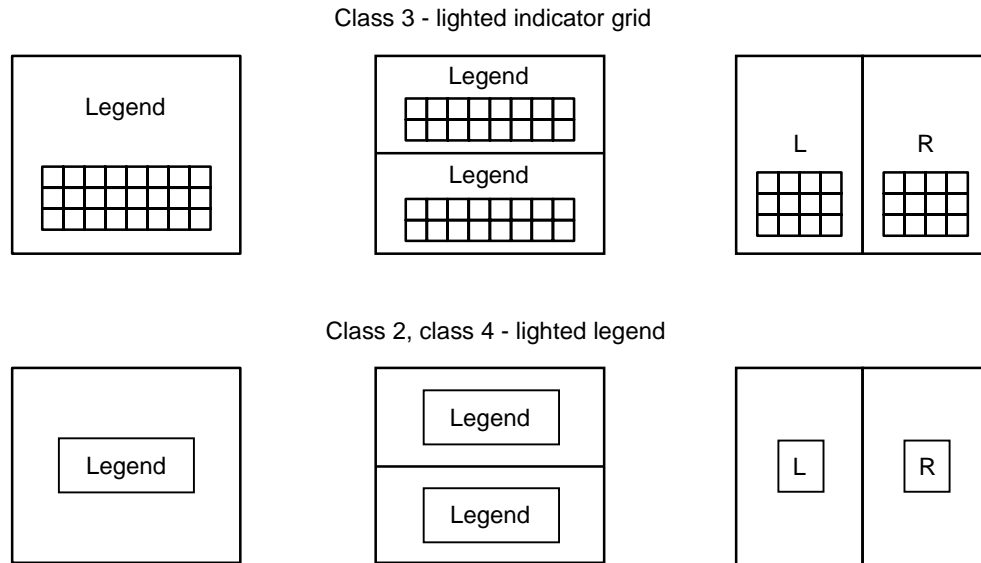 Class 3 - lighted indicator grid
Legend
Legend
Legend
L R
Class 2, class 4 - lighted legend
Legend
Legend
Legend
L R